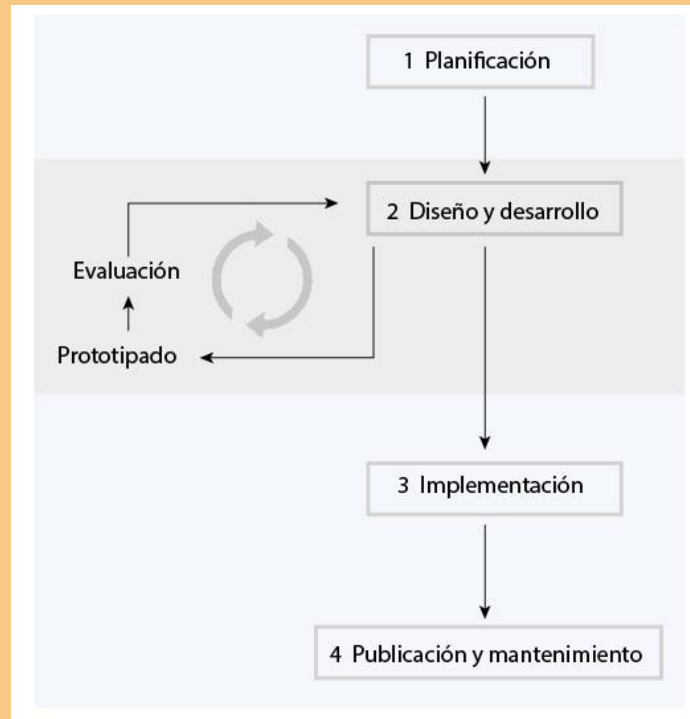 1 Planificación
2 Diseño y desarrollo
Evaluación
Prototipado
3 Implementación
4 Publicación y mantenimiento